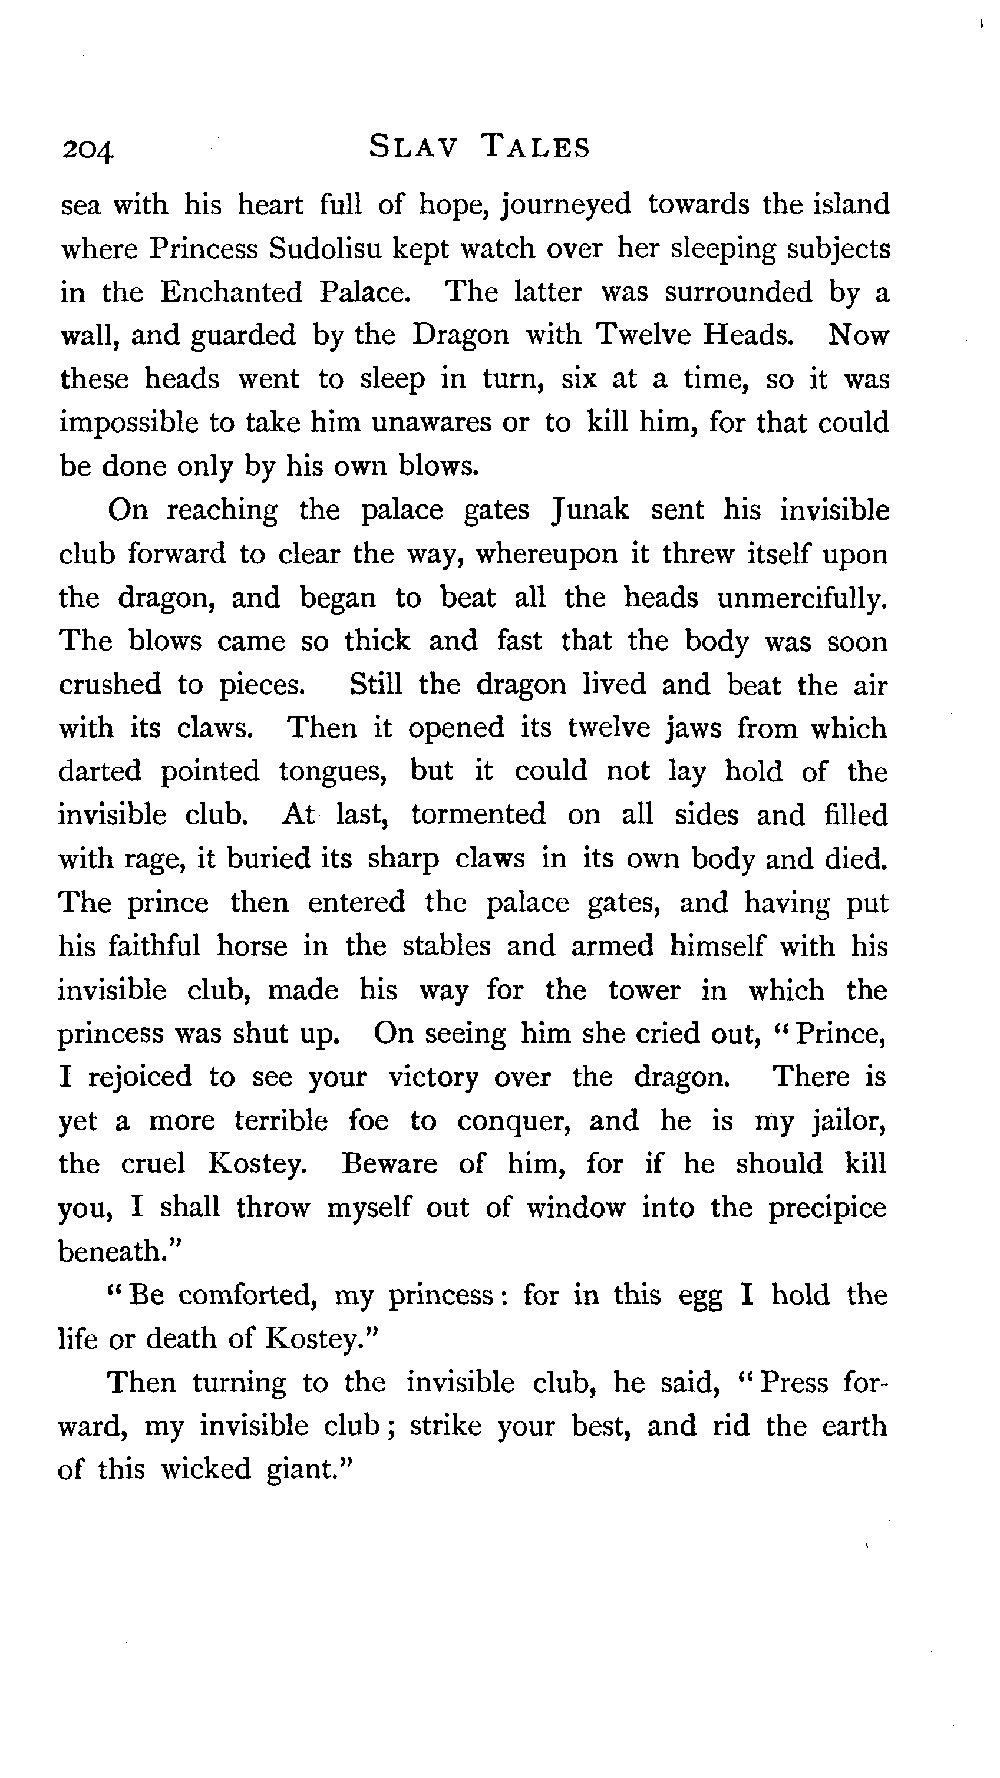 204 SLAV TALES
sea with his heart full of hope, journeyed towards the island
where Princess Sudolisu kept watch over her sleeping subjects
in the Enchanted Palace. The latter was surrounded by a
wall, and guarded by the Dragon with Twelve Heads. Now
these heads went to sleep in turn, six at a time, so it was
impossible to take him unawares or to kill him, for that could
be done only by his own blows.
On reaching the palace gates Junak sent his invisible
club forward to clear the way, whereupon it threw itself upon
the dragon, and began to beat all the heads unmercifully.
The blows came so thick and fast that the body was soon
crushed to pieces. Still the dragon lived and beat the air
with its claws. Then it opened its twelve jaws from which
darted pointed tongues, but it could not lay hold of the
invisible club. At last, tormented on all sides and filled
with rage, it buried its sharp claws in its own body and died.
The prince then entered the palace gates, and having put
his faithful horse in the stables and armed himself with his
invisible club, made his way for the tower in which the
princess was shut up. On seeing him she cried out, “ Prince,
I rejoiced to see your victory over the dragon. There is
yet a more terrible foe to conquer, and he is my jailor,
the cruel Kostey. Beware of him, for if he should kill
you, I shall throw myself out of window into the precipice
beneath.”
“ Be comforted, my princess : for in this egg I hold the
life or death of Kostey.”
Then turning to the invisible club, he said, “ Press for-
ward, my invisible club ; strike your best, and rid the earth
of this wicked giant.”